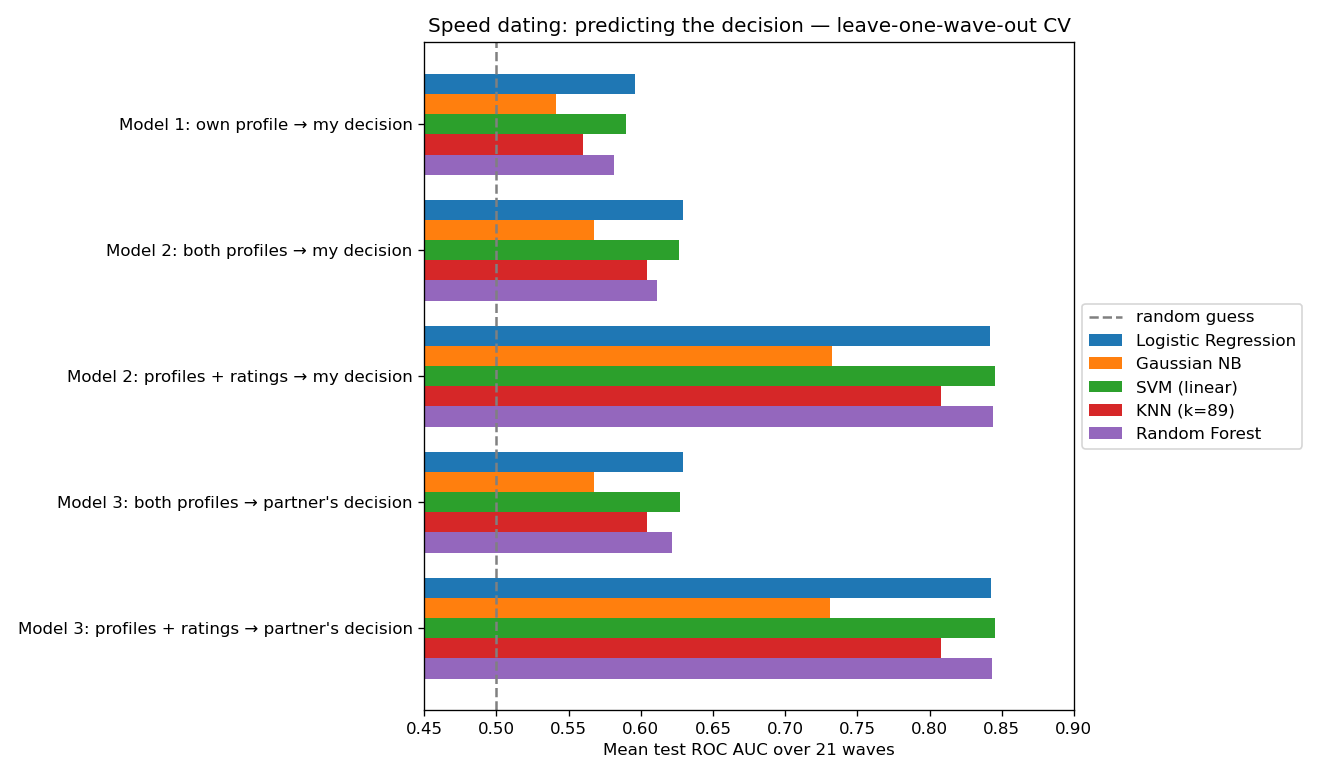 Speed dating: predicting the decision — leave-one-wave-out CV
Model 1: own profile → my decision
Model 2: both profiles → my decision
Model 2: profiles + ratings → my decision
Model 3: both profiles → partner's decision
Model 3: profiles + ratings → partner's decision
random guess
Logistic Regression
Gaussian NB
SVM (linear)
KNN (k=89)
Random Forest
0.45 0.50 0.55 0.60 0.65 0.70 0.75 0.80 0.85 0.90
Mean test ROC AUC over 21 waves